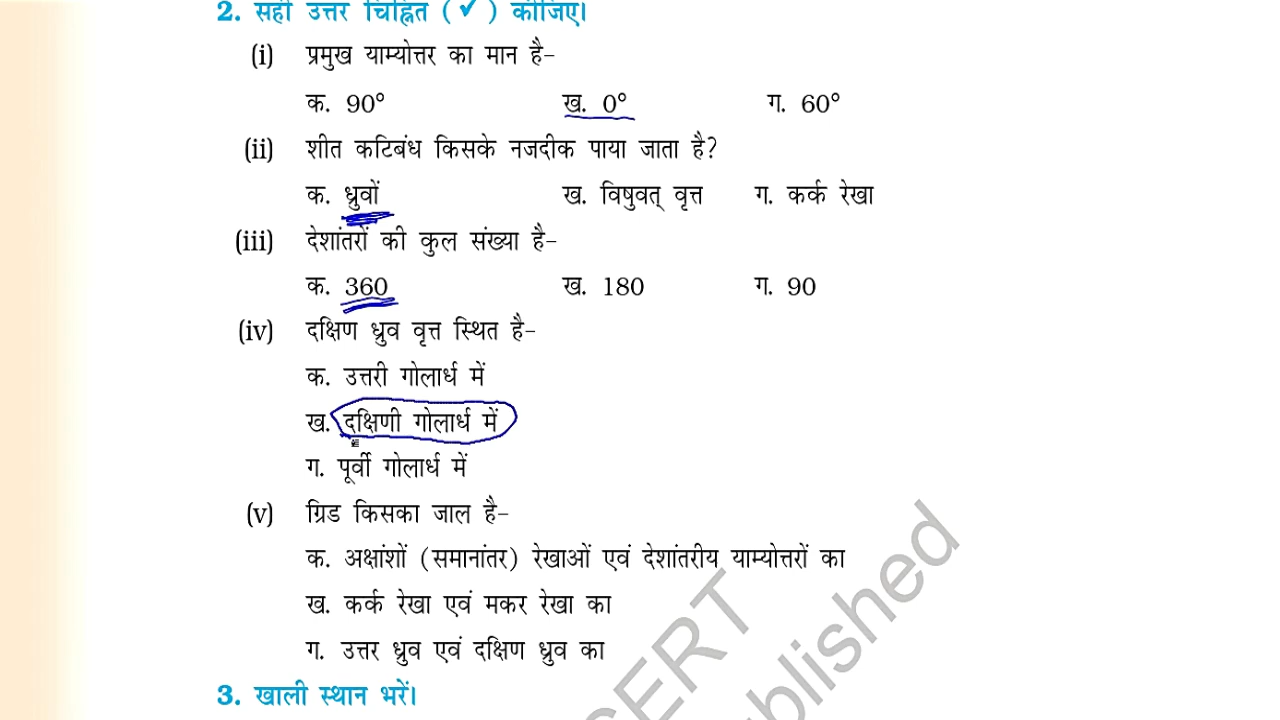 2. सही उत्तर चिह्नित (✓) कीजिए।
(i) प्रमुख याम्योत्तर का मान है–
क. 90° ख. 0° ग. 60°
(ii) शीत कटिबंध किसके नजदीक पाया जाता है?
क. ध्रुवों ख. विषुवत् वृत्त ग. कर्क रेखा
(iii) देशांतरों की कुल संख्या है–
क. 360 ख. 180 ग. 90
(iv) दक्षिण ध्रुव वृत्त स्थित है–
क. उत्तरी गोलार्ध में
ख. दक्षिणी गोलार्ध में
ग. पूर्वी गोलार्ध में
(v) ग्रिड किसका जाल है–
क. अक्षांशों (समानांतर) रेखाओं एवं देशांतरीय याम्योत्तरों का
ख. कर्क रेखा एवं मकर रेखा का
ग. उत्तर ध्रुव एवं दक्षिण ध्रुव का
3. खाली स्थान भरें।